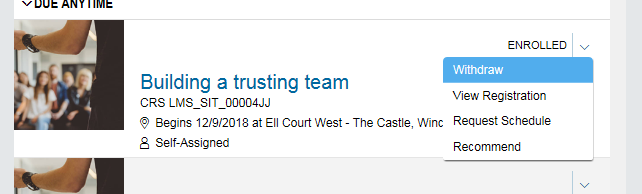 DUE ANYTIME
ENROLLED
Withdraw
Building a trusting team
View Registration
CRS LMS_SIT_00004JJ
Begins 12/9/2018 at Ell Court West - The Castle,
Request Schedule
Self-Assigned
Recommend